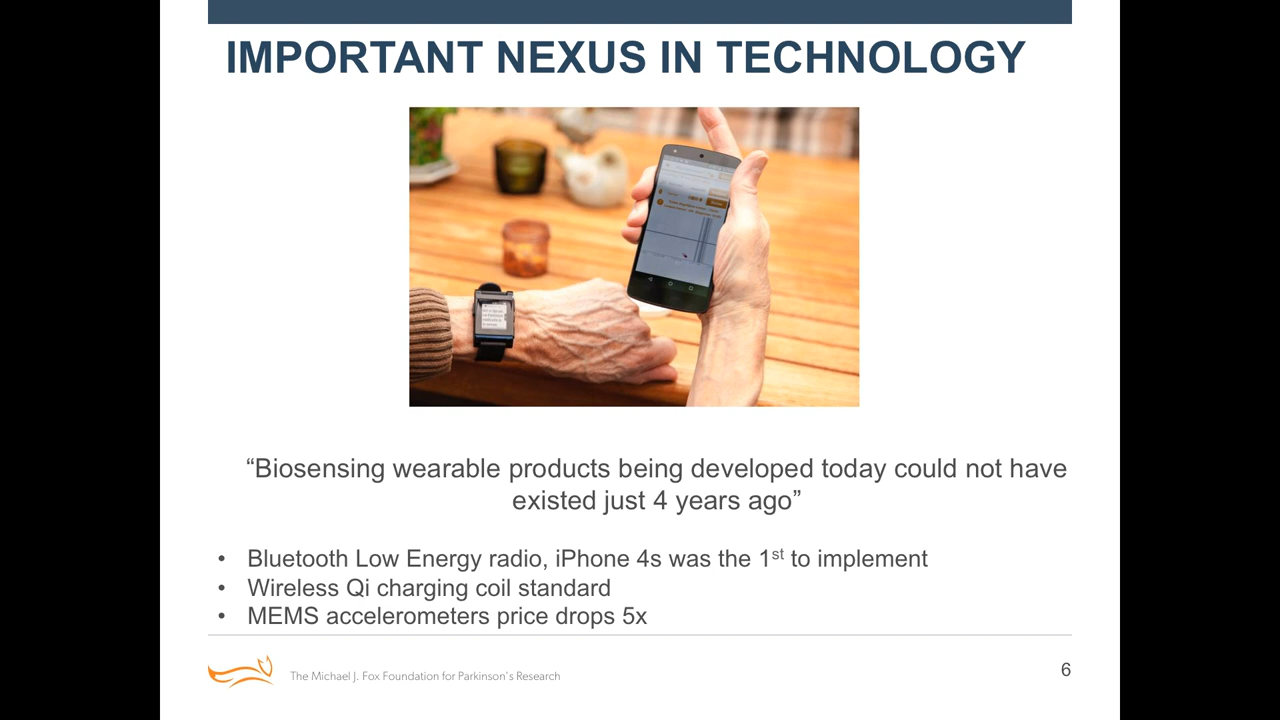 IMPORTANT NEXUS IN TECHNOLOGY
“Biosensing wearable products being developed today could not have
existed just 4 years ago”
• Bluetooth Low Energy radio, iPhone 4s was the 1st to implement
• Wireless Qi charging coil standard
• MEMS accelerometers price drops 5x
The Michael J. Fox Foundation for Parkinson's Research
6